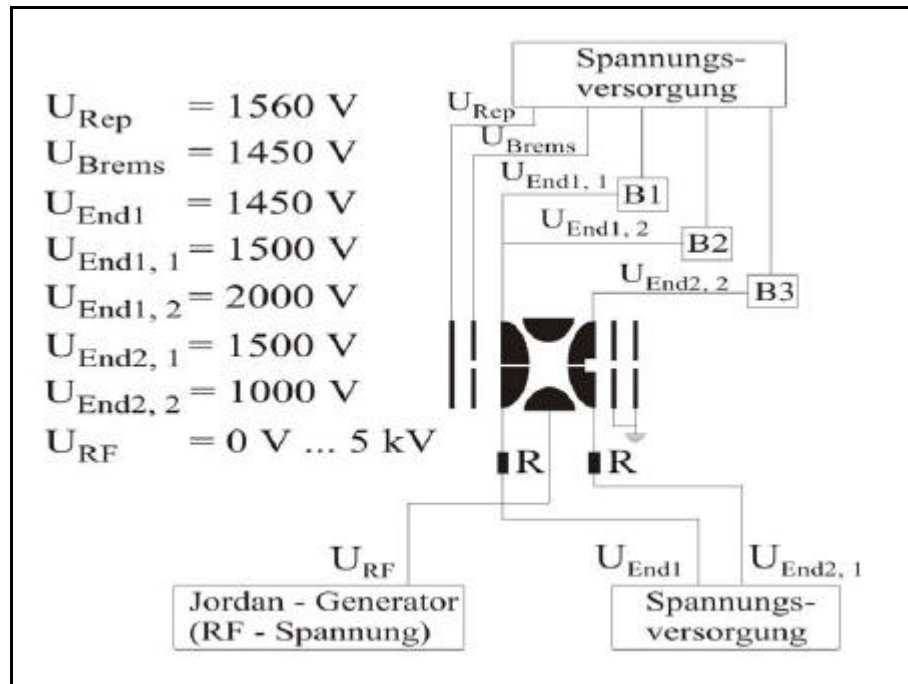 U_Rep = 1560 V
U_Brems = 1450 V
U_End1 = 1450 V
U_End1, 1 = 1500 V
U_End1, 2 = 2000 V
U_End2, 1 = 1500 V
U_End2, 2 = 1000 V
U_RF = 0 V ... 5 kV
Spannungs-
versorgung
U_Rep
U_Brems
U_End1, 1
B1
U_End1, 2
B2
U_End2, 2
B3
R
R
U_RF
U_End1
U_End2, 1
Jordan - Generator
(RF - Spannung)
Spannungs-
versorgung